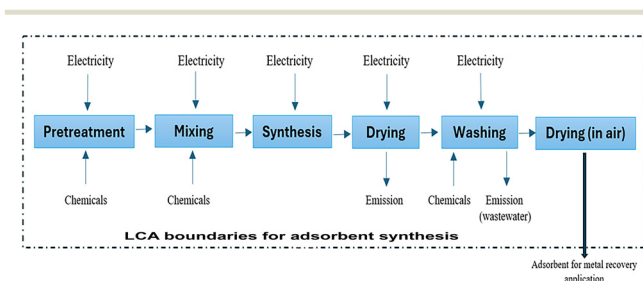 Electricity
Electricity
Electricity
Electricity
Electricity
Pretreatment
Mixing
Synthesis
Drying
Washing
Drying (in air)
Chemicals
Chemicals
Emission
Chemicals
Emission
(wastewater)
LCA boundaries for adsorbent synthesis
Adsorbent for metal recovery
application